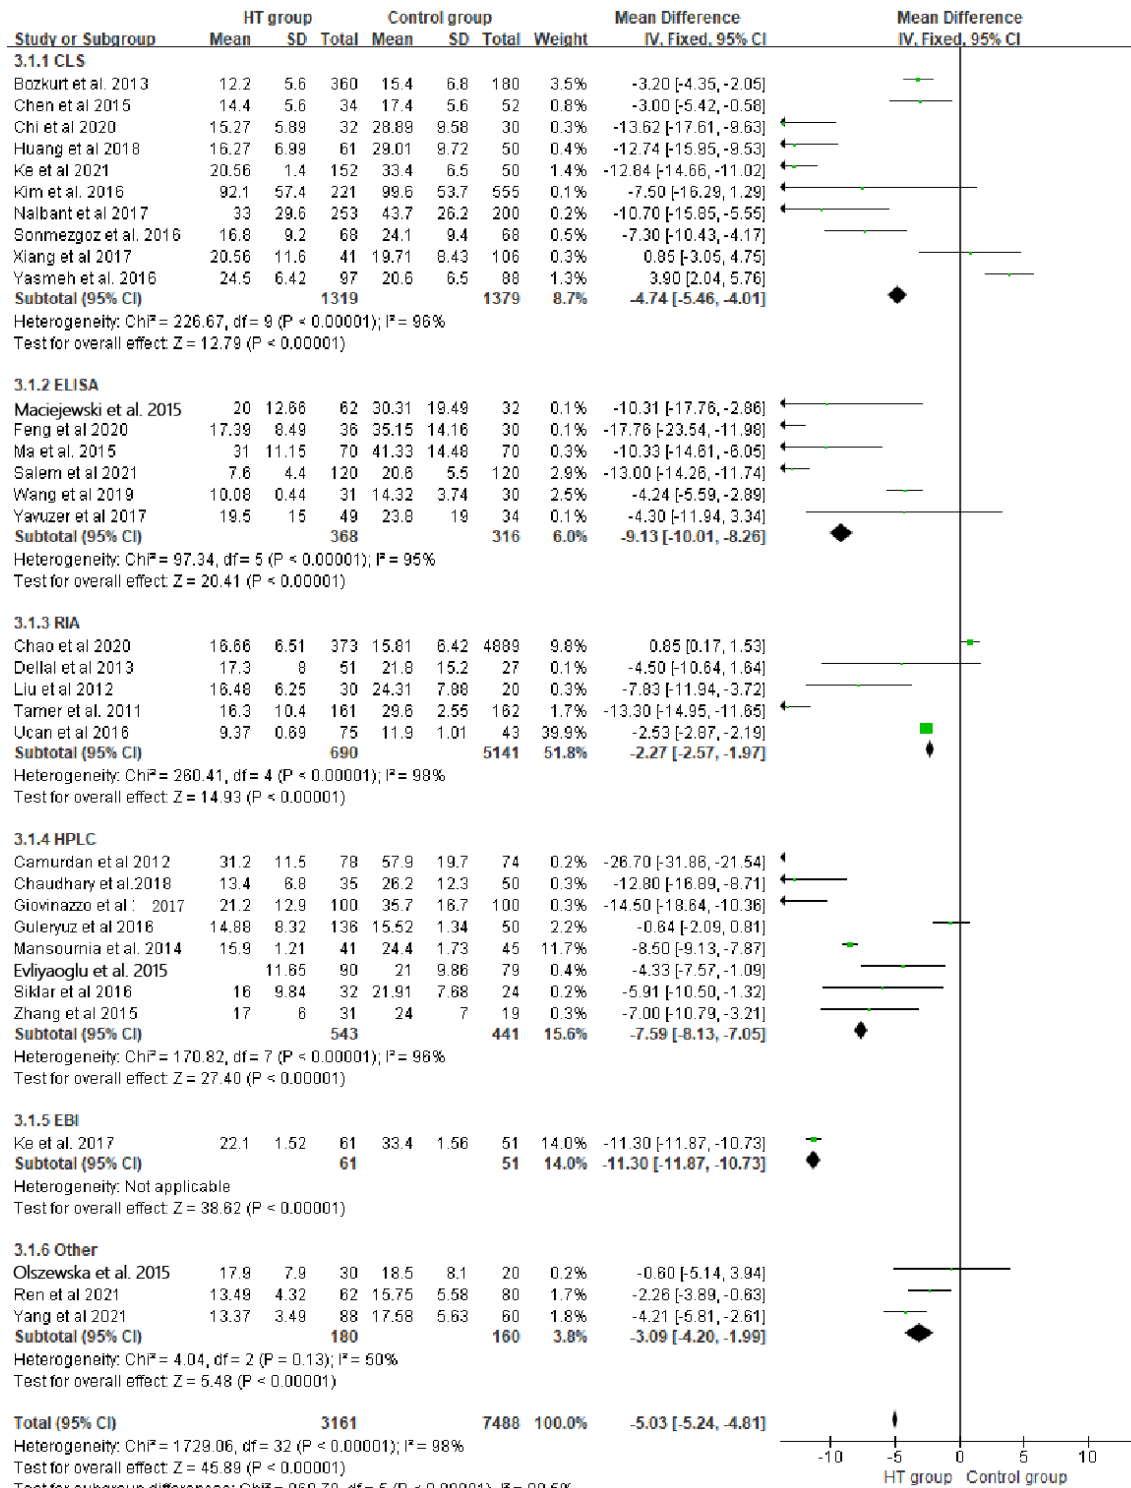 HT group Control group Mean Difference Mean Difference
Study or Subgroup Mean SD Total Mean SD Total Weight IV, Fixed, 95% CI IV, Fixed, 95% CI
3.1.1 CLS
Bozkurt et al. 2013 12.2 5.6 360 15.4 6.8 180 3.5% -3.20 [-4.35, -2.05]
Chen et al 2015 14.4 5.6 34 17.4 5.6 52 0.8% -3.00 [-5.42, -0.58]
Chi et al 2020 15.27 5.89 32 28.89 9.58 30 0.3% -13.62 [-17.61, -9.63]
Huang et al 2018 16.27 6.99 61 29.01 9.72 50 0.4% -12.74 [-15.95, -9.53]
Ke et al 2021 20.56 1.4 152 33.4 6.5 50 1.4% -12.84 [-14.66, -11.02]
Kim et al. 2016 92.1 57.4 221 99.6 53.7 555 0.1% -7.50 [-16.29, 1.29]
Nalbant et al 2017 33 29.6 253 43.7 26.2 200 0.2% -10.70 [-15.85, -5.55]
Sonmezgoz et al. 2016 16.8 9.2 68 24.1 9.4 68 0.5% -7.30 [-10.43, -4.17]
Xiang et al 2017 20.56 11.6 41 19.71 8.43 106 0.3% 0.85 [-3.05, 4.75]
Yasmeh et al. 2016 24.5 6.42 97 20.6 6.5 88 1.3% 3.90 [2.04, 5.76]
Subtotal (95% CI) 1319 1379 8.7% -4.74 [-5.46, -4.01]
Heterogeneity: Chi² = 226.67, df = 9 (P < 0.00001); I² = 96%
Test for overall effect: Z = 12.79 (P < 0.00001)
3.1.2 ELISA
Maciejewski et al. 2015 20 12.66 62 30.31 19.49 32 0.1% -10.31 [-17.76, -2.86]
Feng et al 2020 17.39 8.49 36 35.15 14.16 30 0.1% -17.76 [-23.54, -11.98]
Ma et al. 2015 31 11.15 70 41.33 14.48 70 0.3% -10.33 [-14.61, -6.05]
Salem et al 2021 7.6 4.4 120 20.6 5.5 120 2.9% -13.00 [-14.26, -11.74]
Wang et al 2019 10.08 0.44 31 14.32 3.74 30 2.5% -4.24 [-5.59, -2.89]
Yavuzer et al 2017 19.5 15 49 23.8 19 34 0.1% -4.30 [-11.94, 3.34]
Subtotal (95% CI) 368 316 6.0% -9.13 [-10.01, -8.26]
Heterogeneity: Chi² = 97.34, df = 5 (P < 0.00001); I² = 95%
Test for overall effect: Z = 20.41 (P < 0.00001)
3.1.3 RIA
Chao et al 2020 16.66 6.51 373 15.81 6.42 4889 9.8% 0.85 [0.17, 1.53]
Dellal et al 2013 17.3 8 51 21.8 15.2 27 0.1% -4.50 [-10.64, 1.64]
Liu et al 2012 16.48 6.25 30 24.31 7.88 20 0.3% -7.83 [-11.94, -3.72]
Tamer et al. 2011 16.3 10.4 161 29.6 2.55 162 1.7% -13.30 [-14.95, -11.65]
Ucan et al 2016 9.37 0.69 75 11.9 1.01 43 39.9% -2.53 [-2.87, -2.19]
Subtotal (95% CI) 690 5141 51.8% -2.27 [-2.57, -1.97]
Heterogeneity: Chi² = 260.41, df = 4 (P < 0.00001); I² = 98%
Test for overall effect: Z = 14.93 (P < 0.00001)
3.1.4 HPLC
Camurdan et al 2012 31.2 11.5 78 57.9 19.7 74 0.2% -26.70 [-31.86, -21.54]
Chaudhary et al.2018 13.4 6.8 35 26.2 12.3 50 0.3% -12.80 [-16.89, -8.71]
Giovinazzo et al : 2017 21.2 12.9 100 35.7 16.7 100 0.3% -14.50 [-18.64, -10.36]
Guleryuz et al 2016 14.88 8.32 136 15.52 1.34 50 2.2% -0.64 [-2.09, 0.81]
Mansournia et al. 2014 15.9 1.21 41 24.4 1.73 45 11.7% -8.50 [-9.13, -7.87]
Evliyaoglu et al. 2015 11.65 90 21 9.86 79 0.4% -4.33 [-7.57, -1.09]
Siklar et al 2016 16 9.84 32 21.91 7.68 24 0.2% -5.91 [-10.50, -1.32]
Zhang et al 2015 17 6 31 24 7 19 0.3% -7.00 [-10.79, -3.21]
Subtotal (95% CI) 543 441 15.6% -7.59 [-8.13, -7.05]
Heterogeneity: Chi² = 170.82, df = 7 (P < 0.00001); I² = 96%
Test for overall effect: Z = 27.40 (P < 0.00001)
3.1.5 EBI
Ke et al. 2017 22.1 1.52 61 33.4 1.56 51 14.0% -11.30 [-11.87, -10.73]
Subtotal (95% CI) 61 51 14.0% -11.30 [-11.87, -10.73]
Heterogeneity: Not applicable
Test for overall effect: Z = 38.62 (P < 0.00001)
3.1.6 Other
Olszewska et al. 2015 17.9 7.9 30 18.5 8.1 20 0.2% -0.60 [-5.14, 3.94]
Ren et al 2021 13.49 4.32 62 15.75 5.58 80 1.7% -2.26 [-3.89, -0.63]
Yang et al 2021 13.37 3.49 88 17.58 5.63 60 1.8% -4.21 [-5.81, -2.61]
Subtotal (95% CI) 180 160 3.8% -3.09 [-4.20, -1.99]
Heterogeneity: Chi² = 4.04, df = 2 (P = 0.13); I² = 50%
Test for overall effect: Z = 5.48 (P < 0.00001)
Total (95% CI) 3161 7488 100.0% -5.03 [-5.24, -4.81]
Heterogeneity: Chi² = 1729.06, df = 32 (P < 0.00001); I² = 98%
Test for overall effect: Z = 45.89 (P < 0.00001)
-10 -5 0 5 10
HT group Control group